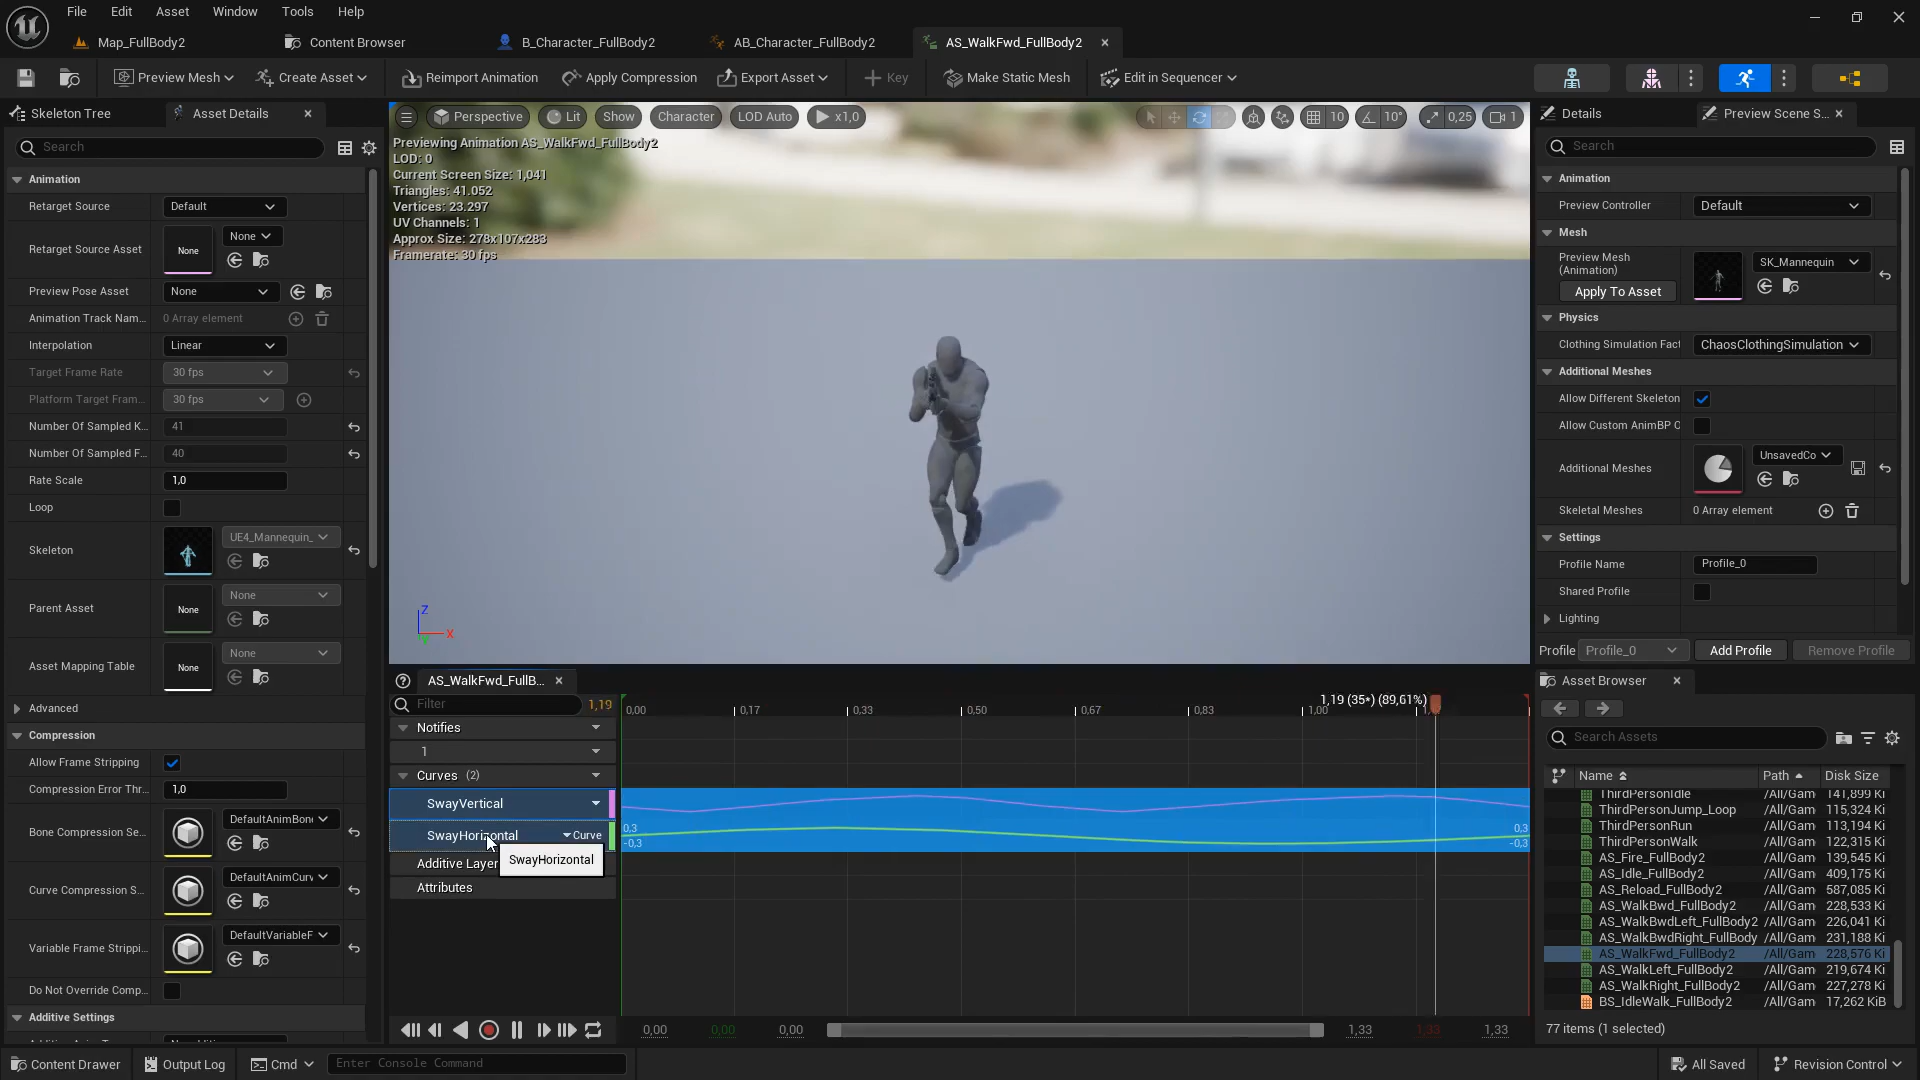 File Edit Asset Window Tools Help
Map_FullBody2 Content Browser B_Character_FullBody2 AB_Character_FullBody2 AS_WalkFwd_FullBody2
Preview Mesh Create Asset Reimport Animation Apply Compression Export Asset Key Make Static Mesh Edit in Sequencer
Skeleton Tree Asset Details
Search
Animation
Retarget Source Default
Retarget Source Asset None None
Preview Pose Asset None
Animation Track Nam... 0 Array element
Interpolation Linear
Target Frame Rate 30 fps
Platform Target Fram... 30 fps
Number Of Sampled K... 41
Number Of Sampled F... 40
Rate Scale 1,0
Loop
Skeleton UE4_Mannequin_
Parent Asset None None
Asset Mapping Table None None
Advanced
Compression
Allow Frame Stripping
Compression Error Thr... 1,0
Bone Compression Se... DefaultAnimBon
Curve Compression S... DefaultAnimCurv
Variable Frame Strippi... DefaultVariableF
Do Not Override Comp...
Additive Settings
Perspective Lit Show Character LOD Auto x1,0 10 10° 0,25 1
Previewing Animation AS_WalkFwd_FullBody2
LOD: 0
Current Screen Size: 1,041
Triangles: 41.052
Vertices: 23.297
UV Channels: 1
Approx Size: 278x107x283
Framerate: 30 fps
Z
X
Y
AS_WalkFwd_FullB...
Filter 1,19
Notifies
1
Curves (2)
SwayVertical
SwayHorizontal Curve
SwayHorizontal
Additive Layer
Attributes
1,19 (35*) (89,61%)
0,00 0,17 0,33 0,50 0,67 0,83 1,00
0,3 0,3
-0,3 -0,3
0,00 0,00 0,00 1,33 1,33 1,33
Details Preview Scene S...
Search
Animation
Preview Controller Default
Mesh
Preview Mesh
(Animation) SK_Mannequin
Apply To Asset
Physics
Clothing Simulation Fact ChaosClothingSimulation
Additional Meshes
Allow Different Skeleton
Allow Custom AnimBP O
Additional Meshes UnsavedCo
Skeletal Meshes 0 Array element
Settings
Profile Name Profile_0
Shared Profile
Lighting
Profile Profile_0 Add Profile Remove Profile
Asset Browser
Search Assets
Name Path Disk Size
ThirdPersonIdle /All/Gam 141,899 Ki
ThirdPersonJump_Loop /All/Gam 115,324 Ki
ThirdPersonRun /All/Gam 113,194 Ki
ThirdPersonWalk /All/Gam 122,315 Ki
AS_Fire_FullBody2 /All/Gam 139,545 Ki
AS_Idle_FullBody2 /All/Gam 409,175 Ki
AS_Reload_FullBody2 /All/Gam 587,085 Ki
AS_WalkBwd_FullBody2 /All/Gam 228,533 Ki
AS_WalkBwdLeft_FullBody2 /All/Gam 226,041 Ki
AS_WalkBwdRight_FullBody /All/Gam 231,188 Ki
AS_WalkFwd_FullBody2 /All/Gam 228,576 Ki
AS_WalkLeft_FullBody2 /All/Gam 219,674 Ki
AS_WalkRight_FullBody2 /All/Gam 227,278 Ki
BS_IdleWalk_FullBody2 /All/Gam 17,262 KiB
77 items (1 selected)
Content Drawer Output Log Cmd Enter Console Command All Saved Revision Control